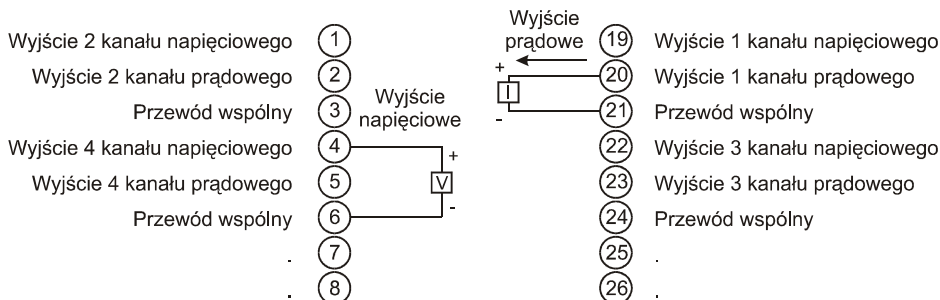 Wyjście 2 kanału napięciowego 1
Wyjście 2 kanału prądowego 2
Przewód wspólny 3
Wyjście 4 kanału napięciowego 4
Wyjście 4 kanału prądowego 5
Przewód wspólny 6
. 7
. 8
Wyjście
napięciowe
+
V
-
Wyjście
prądowe
+
I
-
19 Wyjście 1 kanału napięciowego
20 Wyjście 1 kanału prądowego
21 Przewód wspólny
22 Wyjście 3 kanału napięciowego
23 Wyjście 3 kanału prądowego
24 Przewód wspólny
25 .
26 .